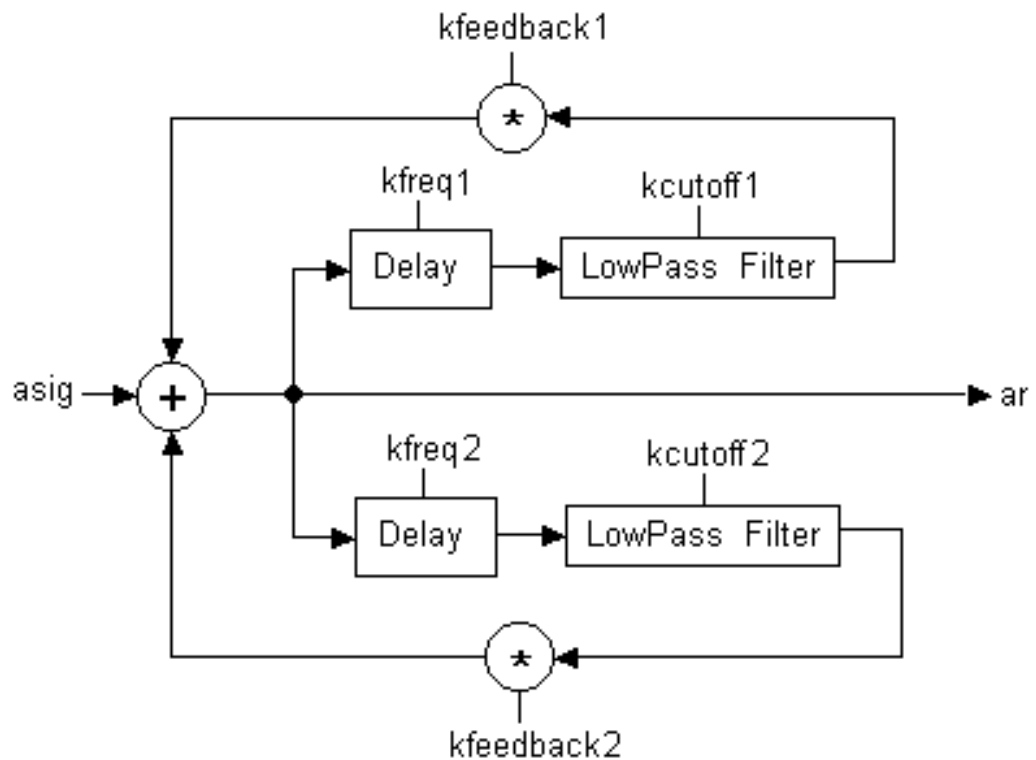 kfeedback1
*
kfreq1
kcutoff1
Delay
LowPass Filter
asig
+
ar
kfreq2
kcutoff2
Delay
LowPass Filter
*
kfeedback2